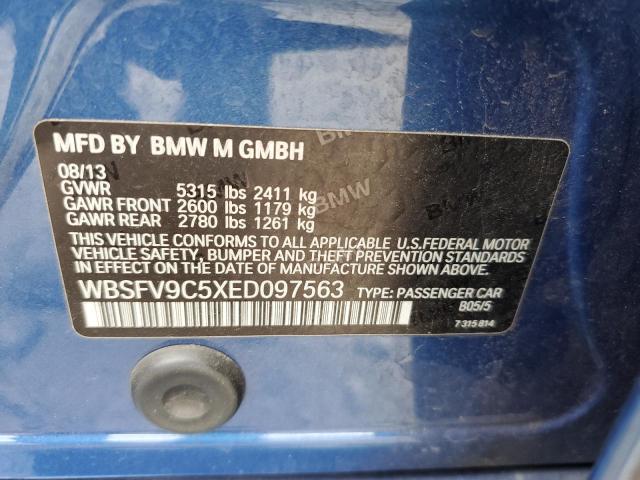 MFD BY BMW M GMBH
08/13
GVWR 5315 lbs 2411 kg
GAWR FRONT 2600 lbs 1179 kg
GAWR REAR 2780 lbs 1261 kg
THIS VEHICLE CONFORMS TO ALL APPLICABLE U.S.FEDERAL MOTOR
VEHICLE SAFETY, BUMPER, AND THEFT PREVENTION STANDARDS
IN EFFECT ON THE DATE OF MANUFACTURE SHOWN ABOVE.
WBSFV9C5XED097563 TYPE: PASSENGER CAR
B05/5
7 315 814
BMW